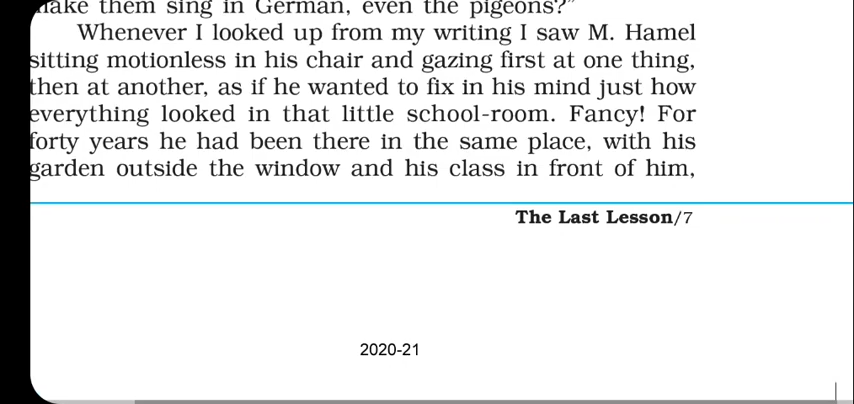 make them sing in German, even the pigeons?"
Whenever I looked up from my writing I saw M. Hamel
sitting motionless in his chair and gazing first at one thing,
then at another, as if he wanted to fix in his mind just how
everything looked in that little school-room. Fancy! For
forty years he had been there in the same place, with his
garden outside the window and his class in front of him,
The Last Lesson/7
2020-21